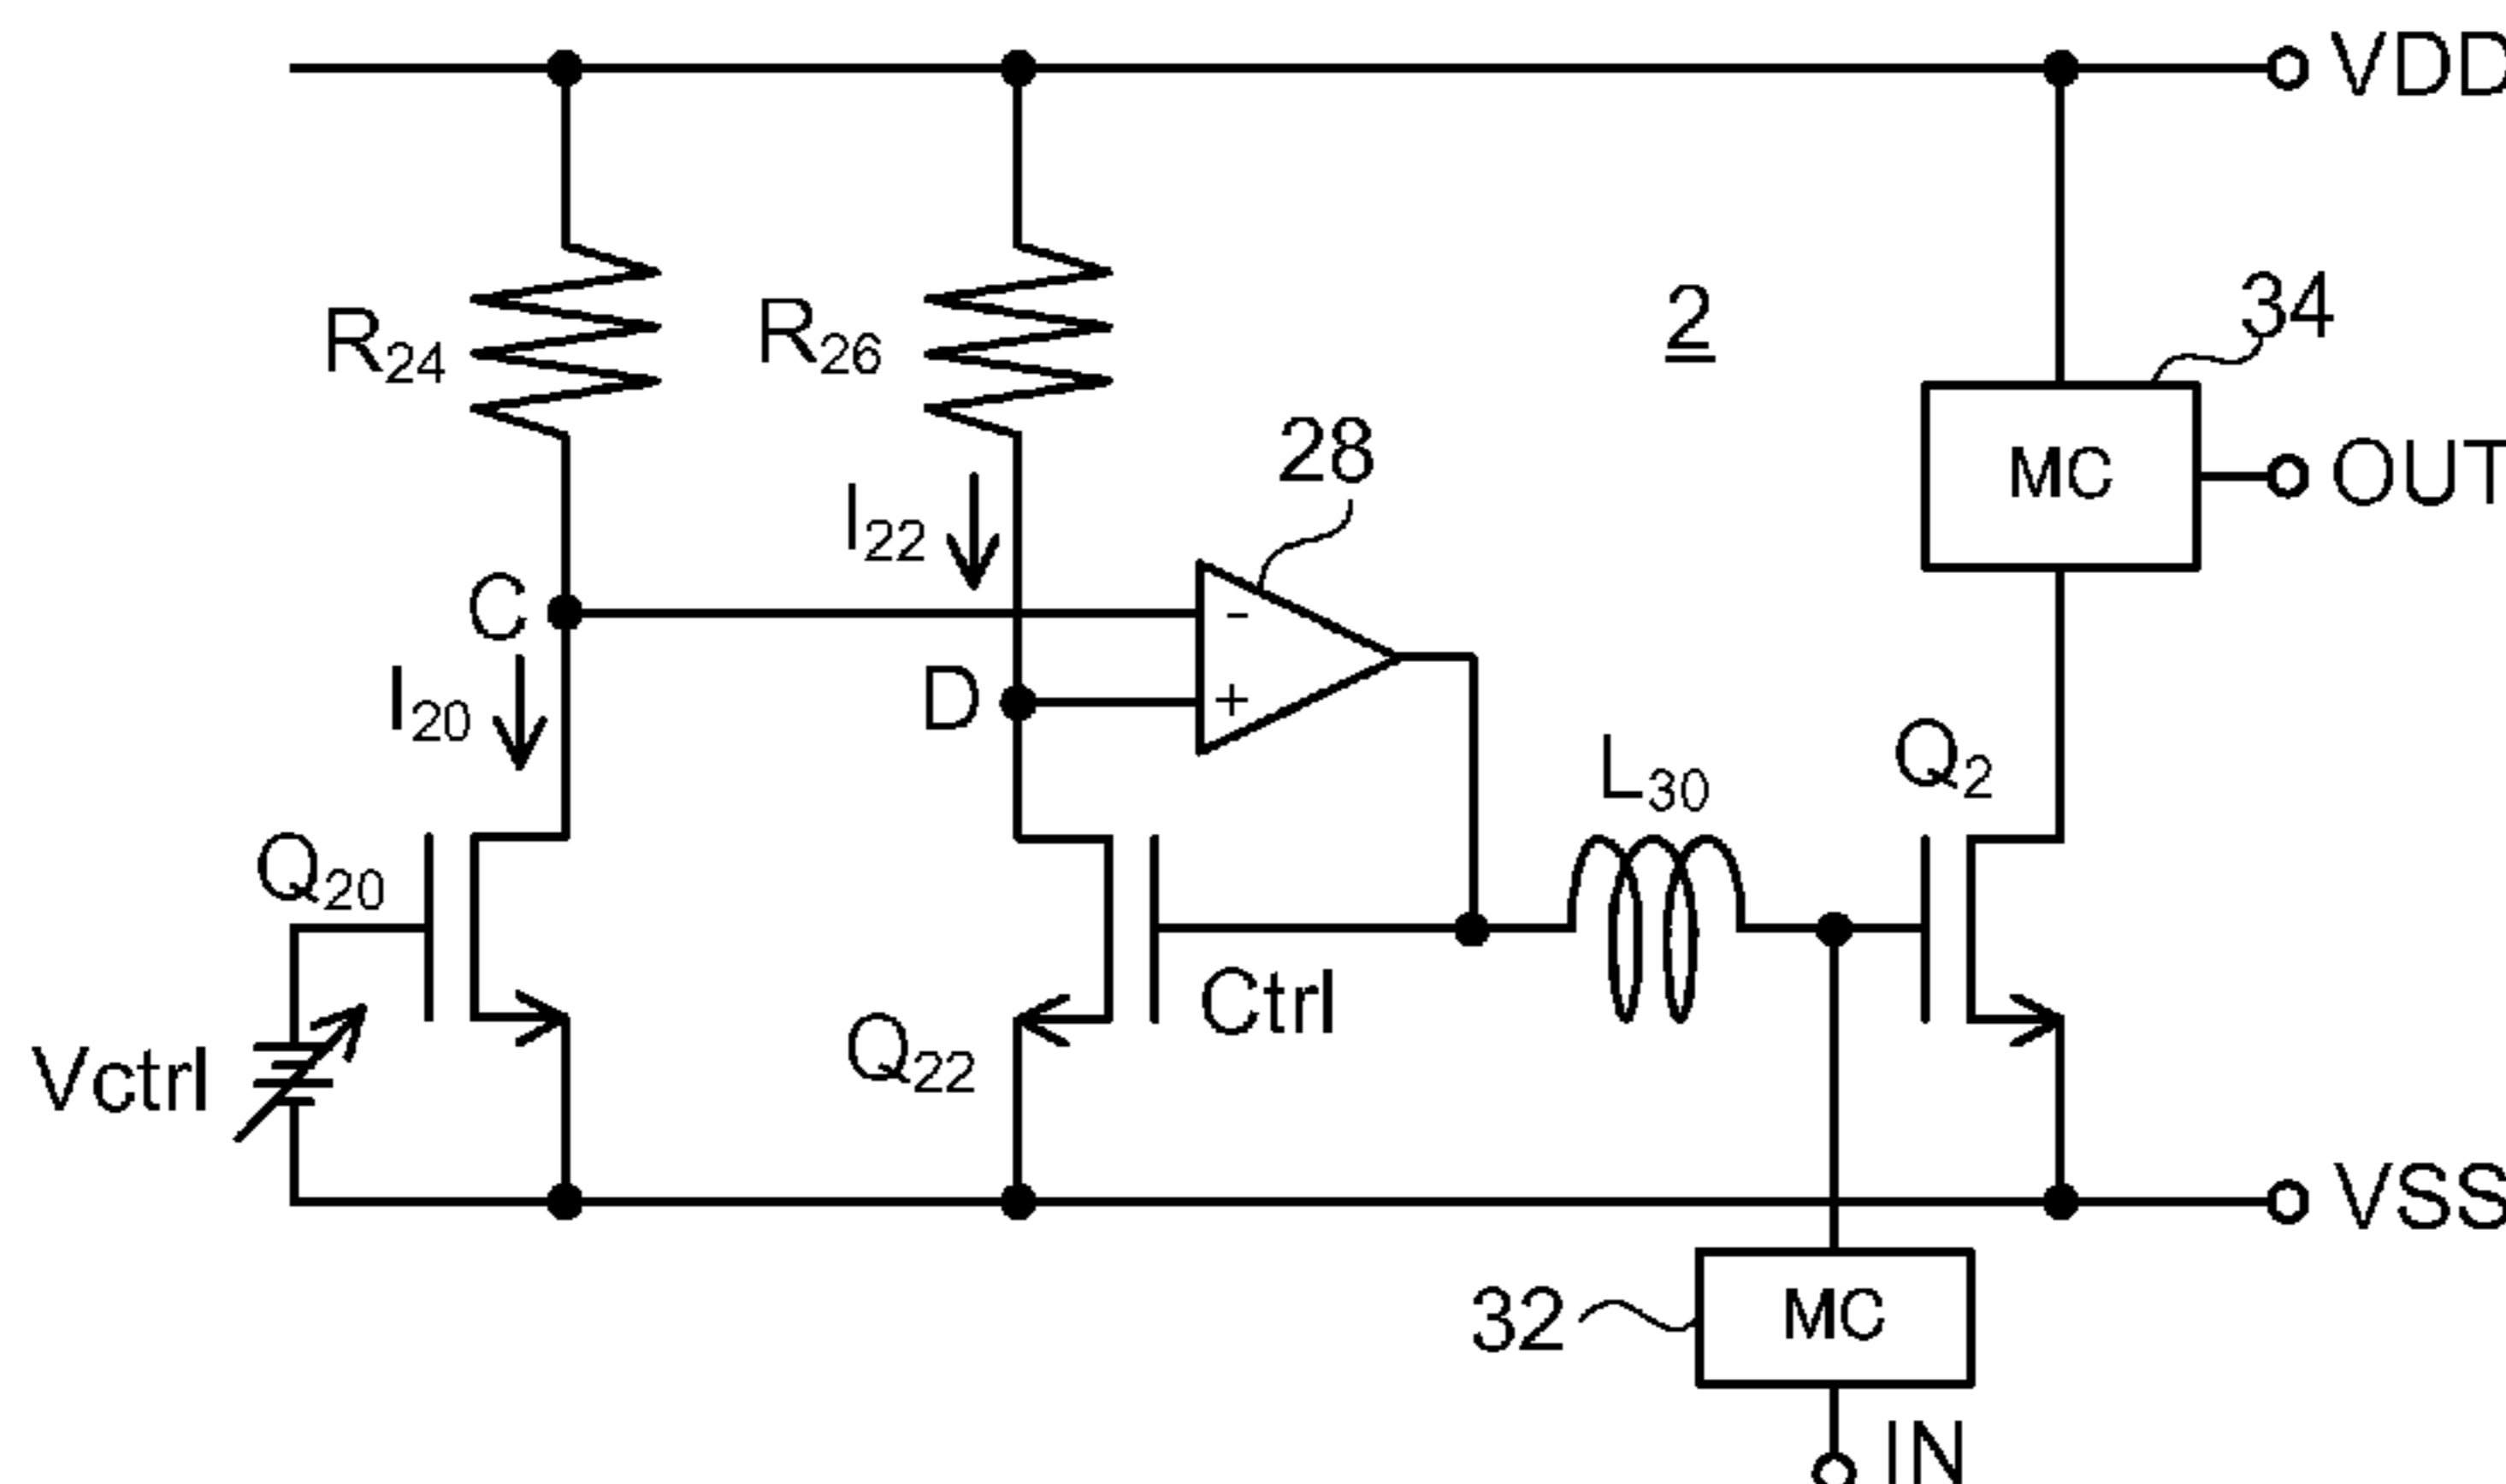 VDD
R24
R26
2
34
MC
OUT
28
I22
C
-
I20
D
+
L30
Q2
Q20
Ctrl
Q22
Vctrl
VSS
32
MC
IN